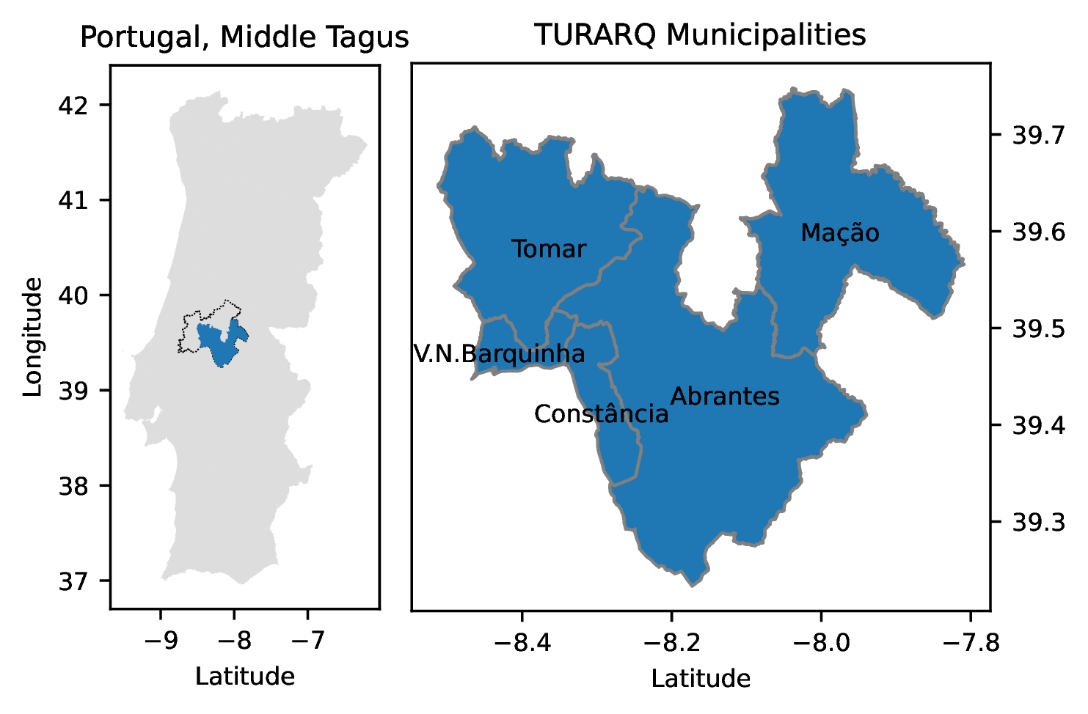 Portugal, Middle Tagus
42
41
40
39
38
37
−9
−8
−7
Longitude
Latitude
TURARQ Municipalities
Tomar
Mação
V.N.Barquinha
Abrantes
Constância
39.7
39.6
39.5
39.4
39.3
−8.4
−8.2
−8.0
−7.8
Latitude